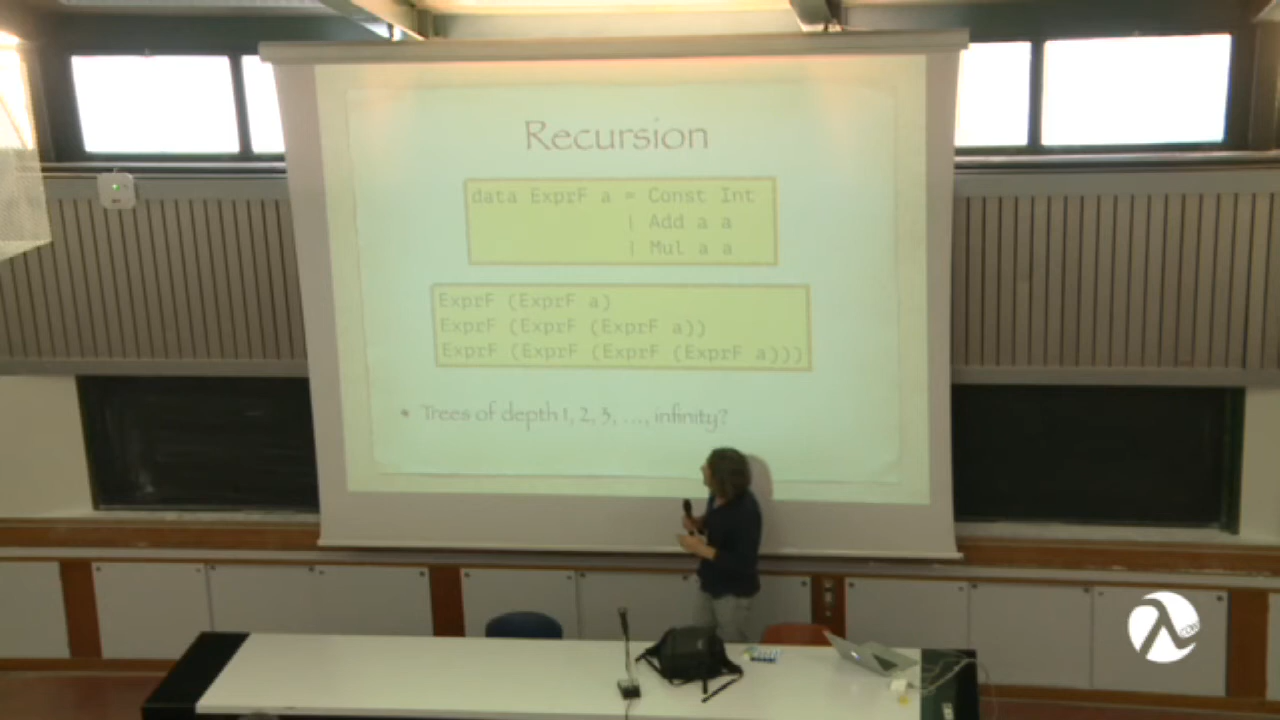 Recursion
data ExprF a = Const Int
| Add a a
| Mul a a
ExprF (ExprF a)
ExprF (ExprF (ExprF a))
ExprF (ExprF (ExprF (ExprF a)))
• Trees of depth 1, 2, 3, ..., infinity?
λCON